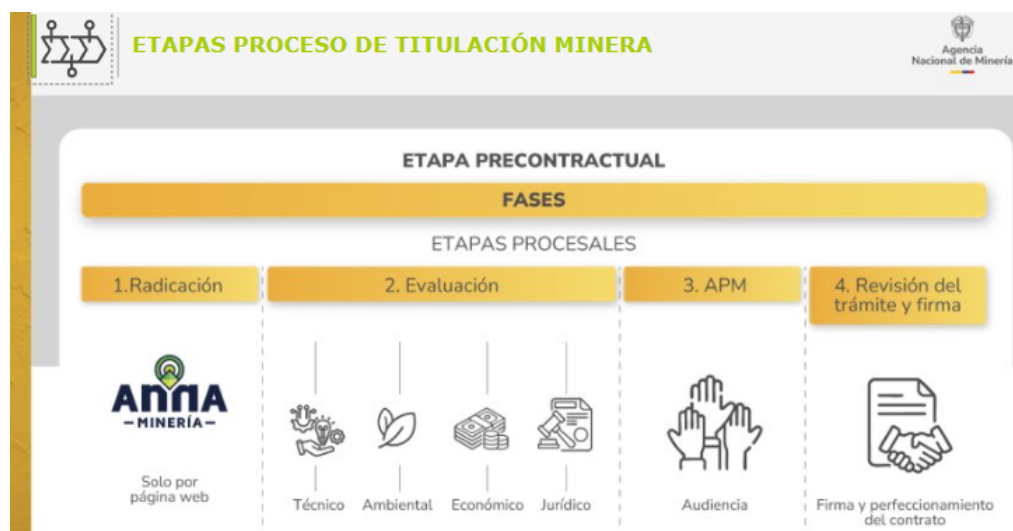 ETAPAS PROCESO DE TITULACIÓN MINERA
Agencia
Nacional de Minería
ETAPA PRECONTRACTUAL
FASES
ETAPAS PROCESALES
1.Radicación
2. Evaluación
3. APM
4. Revisión del
trámite y firma
ANNA
–MINERÍA–
Solo por
página web
Técnico
Ambiental
Económico
Jurídico
Audiencia
Firma y perfeccionamiento
del contrato